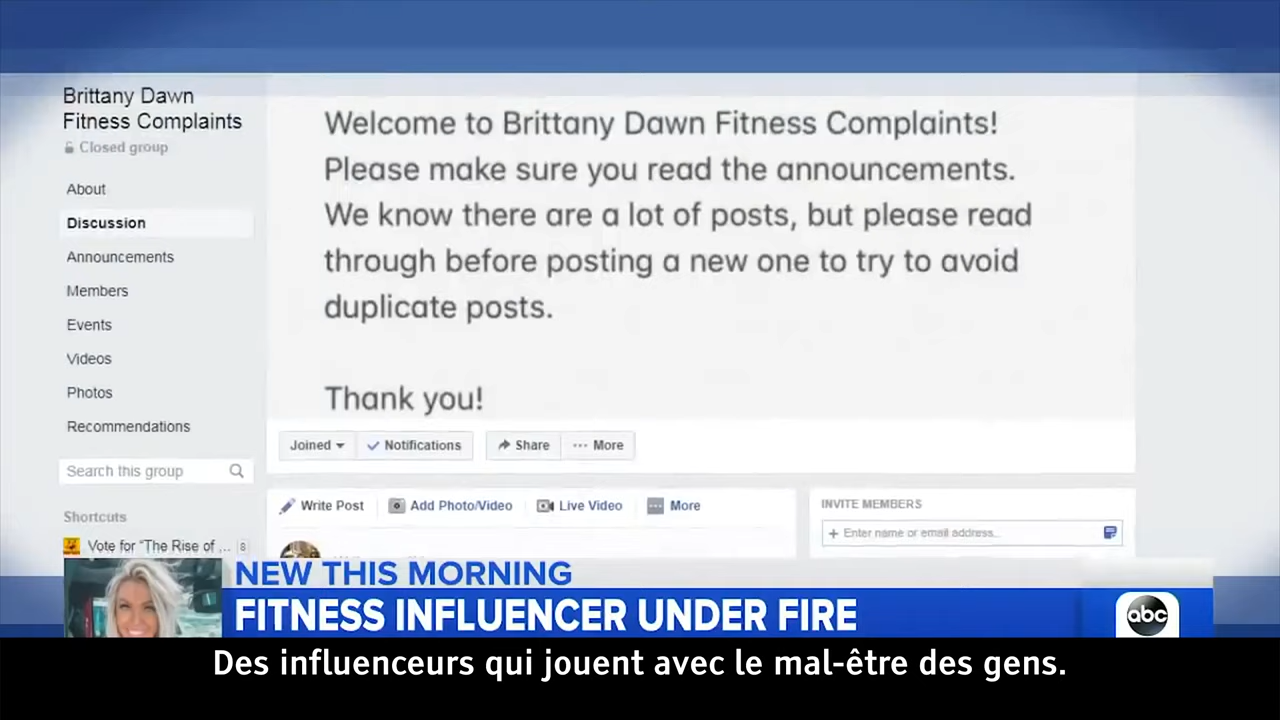 Brittany Dawn
Fitness Complaints
Closed group
About
Discussion
Announcements
Members
Events
Videos
Photos
Recommendations
Search this group
Shortcuts
Vote for "The Rise of ... 8
Welcome to Brittany Dawn Fitness Complaints!
Please make sure you read the announcements.
We know there are a lot of posts, but please read
through before posting a new one to try to avoid
duplicate posts.
Thank you!
Joined Notifications Share ... More
Write Post Add Photo/Video Live Video More
INVITE MEMBERS
+ Enter name or email address...
NEW THIS MORNING
FITNESS INFLUENCER UNDER FIRE
abc
Des influenceurs qui jouent avec le mal-être des gens.